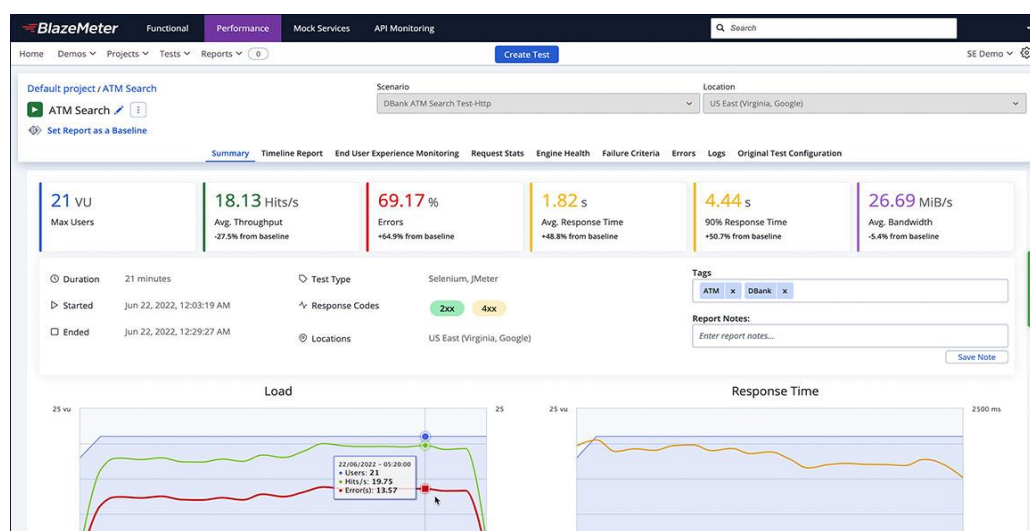 BlazeMeter Functional Performance Mock Services API Monitoring Search
Home Demos Projects Tests Reports 0 Create Test SE Demo
Default project / ATM Search
ATM Search
Set Report as a Baseline
Scenario
DBank ATM Search Test-Http
Location
US East (Virginia, Google)
Summary Timeline Report End User Experience Monitoring Request Stats Engine Health Failure Criteria Errors Logs Original Test Configuration
21 VU
Max Users
18.13 Hits/s
Avg. Throughput
-27.5% from baseline
69.17 %
Errors
+64.9% from baseline
1.82 s
Avg. Response Time
+48.8% from baseline
4.44 s
90% Response Time
+50.7% from baseline
26.69 MiB/s
Avg. Bandwidth
-5.4% from baseline
Duration 21 minutes
Started Jun 22, 2022, 12:03:19 AM
Ended Jun 22, 2022, 12:29:27 AM
Test Type Selenium, JMeter
Response Codes 2xx 4xx
Locations US East (Virginia, Google)
Tags
ATM x DBank x
Report Notes:
Enter report notes...
Save Note
Load
25 vu 25
22/06/2022 - 05:20:00
Users: 21
Hits/s: 19.75
Error(s): 13.57
Response Time
25 vu 2500 ms